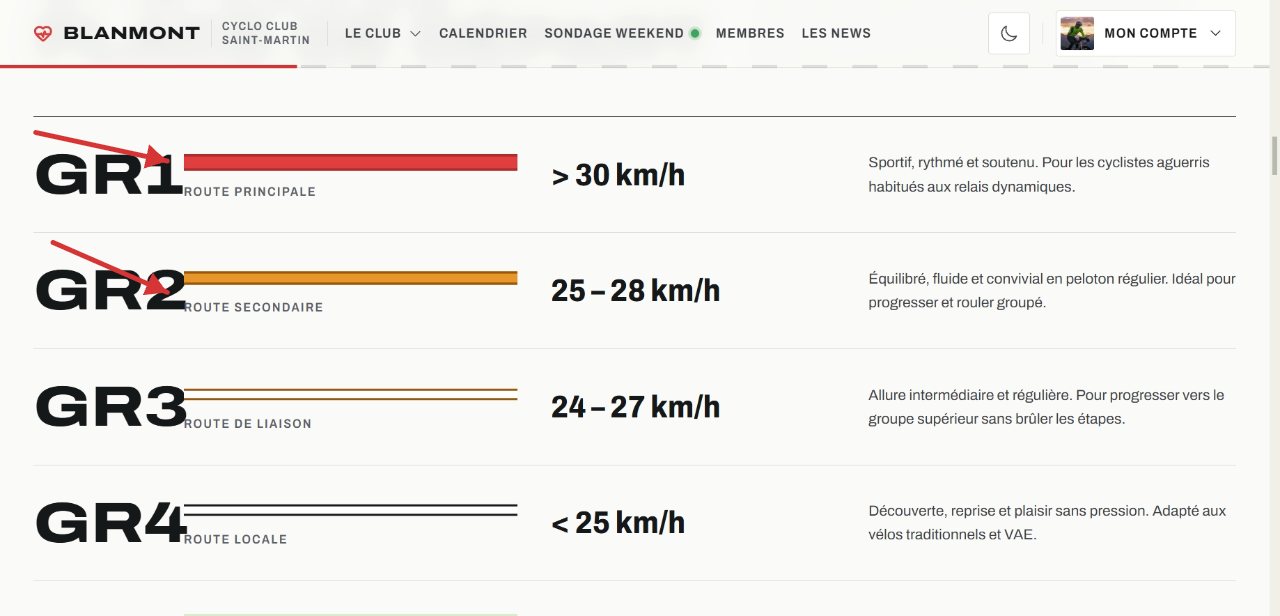 BLANMONT
CYCLO CLUB
SAINT-MARTIN
LE CLUB
CALENDRIER
SONDAGE WEEKEND
MEMBRES
LES NEWS
MON COMPTE
GR1
ROUTE PRINCIPALE
> 30 km/h
Sportif, rythmé et soutenu. Pour les cyclistes aguerris
habitués aux relais dynamiques.
GR2
ROUTE SECONDAIRE
25 – 28 km/h
Équilibré, fluide et convivial en peloton régulier. Idéal pour
progresser et rouler groupé.
GR3
ROUTE DE LIAISON
24 – 27 km/h
Allure intermédiaire et régulière. Pour progresser vers le
groupe supérieur sans brûler les étapes.
GR4
ROUTE LOCALE
< 25 km/h
Découverte, reprise et plaisir sans pression. Adapté aux
vélos traditionnels et VAE.